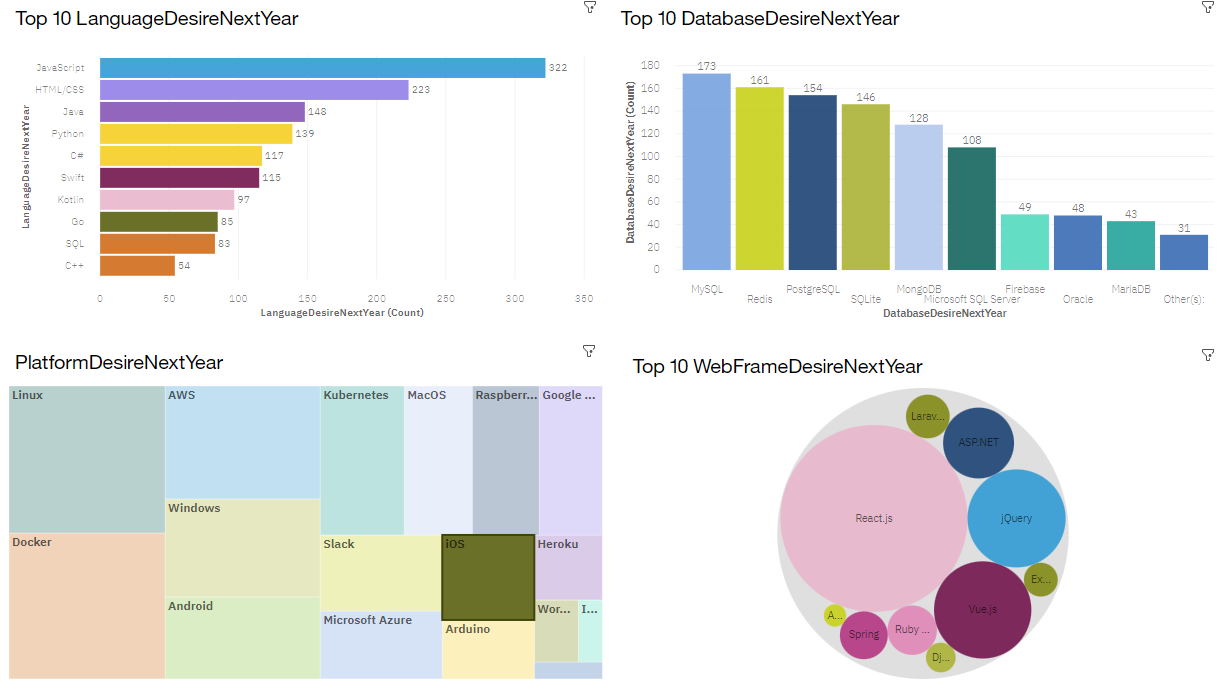 Top 10 LanguageDesireNextYear
LanguageDesireNextYear
JavaScript 322
HTML/CSS 223
Java 148
Python 139
C# 117
Swift 115
Kotlin 97
Go 85
SQL 83
C++ 54
0 50 100 150 200 250 300 350
LanguageDesireNextYear (Count)
Top 10 DatabaseDesireNextYear
DatabaseDesireNextYear (Count)
180
160
140
120
100
80
60
40
20
0
173 161 154 146 128 108 49 48 43 31
MySQL Redis PostgreSQL SQLite MongoDB Microsoft SQL Server Firebase Oracle MariaDB Other(s):
DatabaseDesireNextYear
PlatformDesireNextYear
Linux AWS Kubernetes MacOS Raspberr... Google ...
Windows
Docker Slack iOS Heroku
Android Wor... I...
Microsoft Azure Arduino
Top 10 WebFrameDesireNextYear
Larav...
ASP.NET
React.js jQuery
Ex...
Vue.js
A...
Spring Ruby ...
Dj...